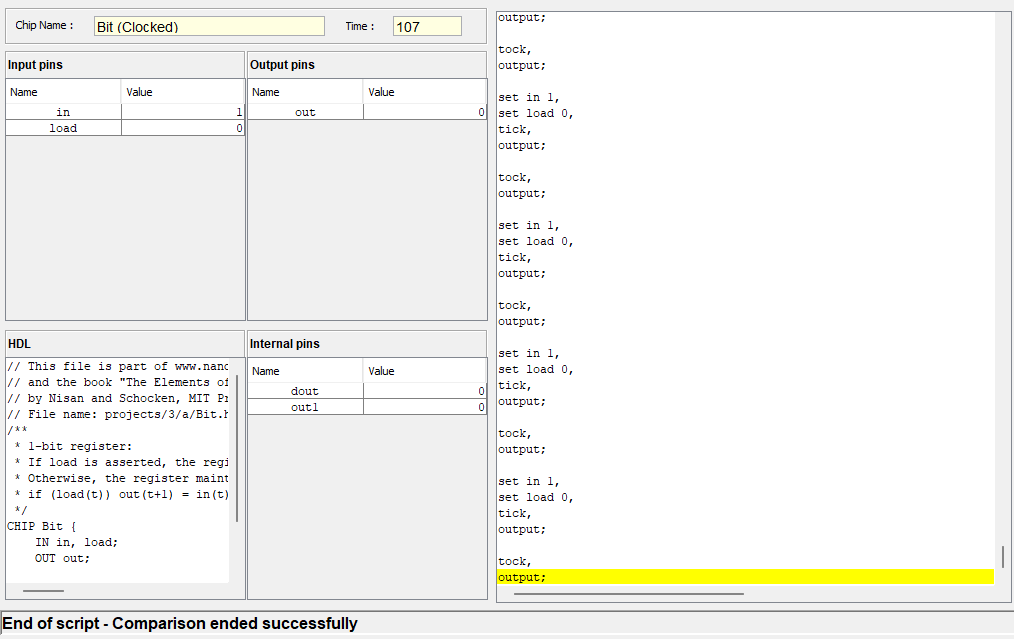 Chip Name :
Bit (Clocked)
Time :
107
Input pins
Name Value
in 1
load 0
Output pins
Name Value
out 0
HDL
// This file is part of www.nand
// and the book "The Elements of
// by Nisan and Schocken, MIT Pr
// File name: projects/3/a/Bit.h
/**
* 1-bit register:
* If load is asserted, the regi
* Otherwise, the register maint
* if (load(t)) out(t+1) = in(t)
*/
CHIP Bit {
IN in, load;
OUT out;
Internal pins
Name Value
dout 0
out1 0
output;
tock,
output;
set in 1,
set load 0,
tick,
output;
tock,
output;
set in 1,
set load 0,
tick,
output;
tock,
output;
set in 1,
set load 0,
tick,
output;
tock,
output;
set in 1,
set load 0,
tick,
output;
tock,
output;
End of script - Comparison ended successfully